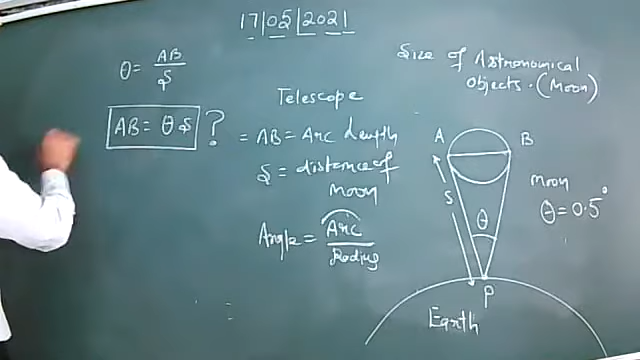 17|05|2021
θ = AB/S
Size of Astronomical
objects. (Moon)
Telescope
AB = θ S ?
= AB = Arc length
S = distance of
Moon
Angle = Arc/Radius
A
B
S
θ
Moon
θ = 0.5°
P
Earth